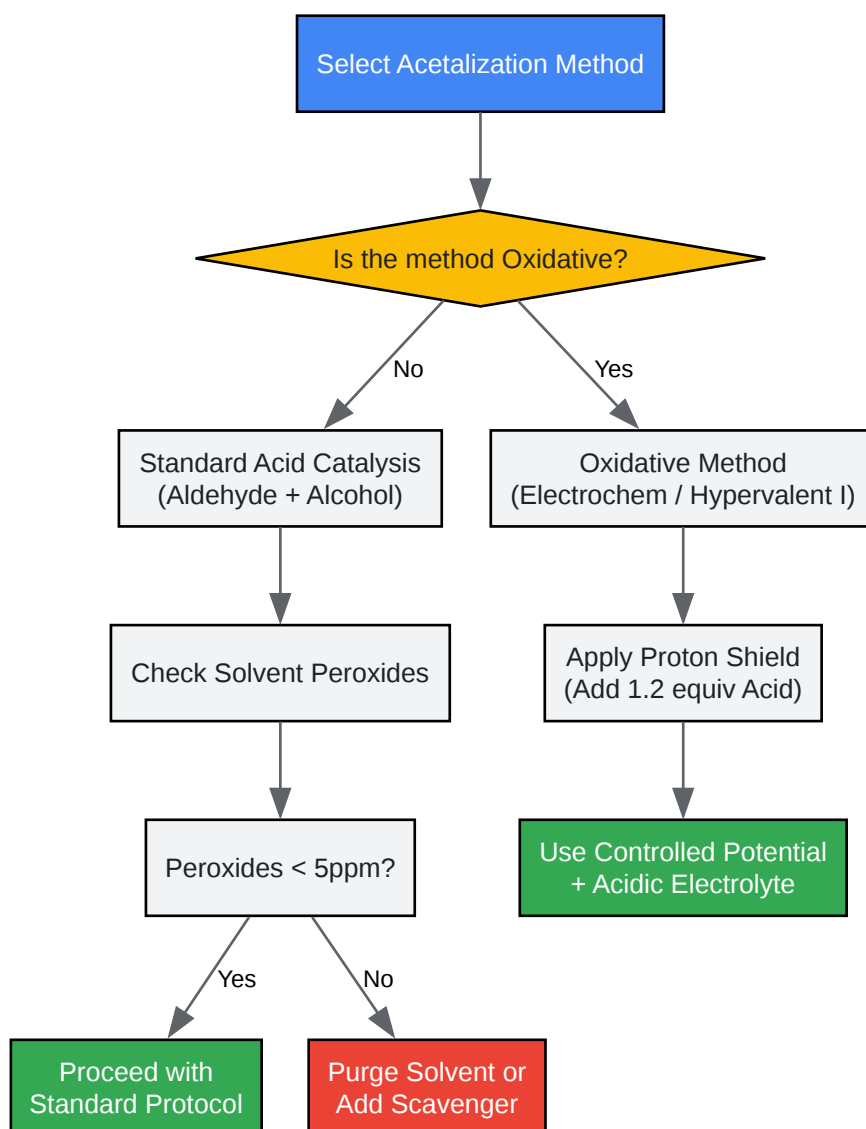 Select Acetalization Method
Is the method Oxidative?
No
Yes
Standard Acid Catalysis
(Aldehyde + Alcohol)
Oxidative Method
(Electrochem / Hypervalent I)
Check Solvent Peroxides
Apply Proton Shield
(Add 1.2 equiv Acid)
Peroxides < 5ppm?
Use Controlled Potential
+ Acidic Electrolyte
Yes
No
Proceed with
Standard Protocol
Purge Solvent or
Add Scavenger